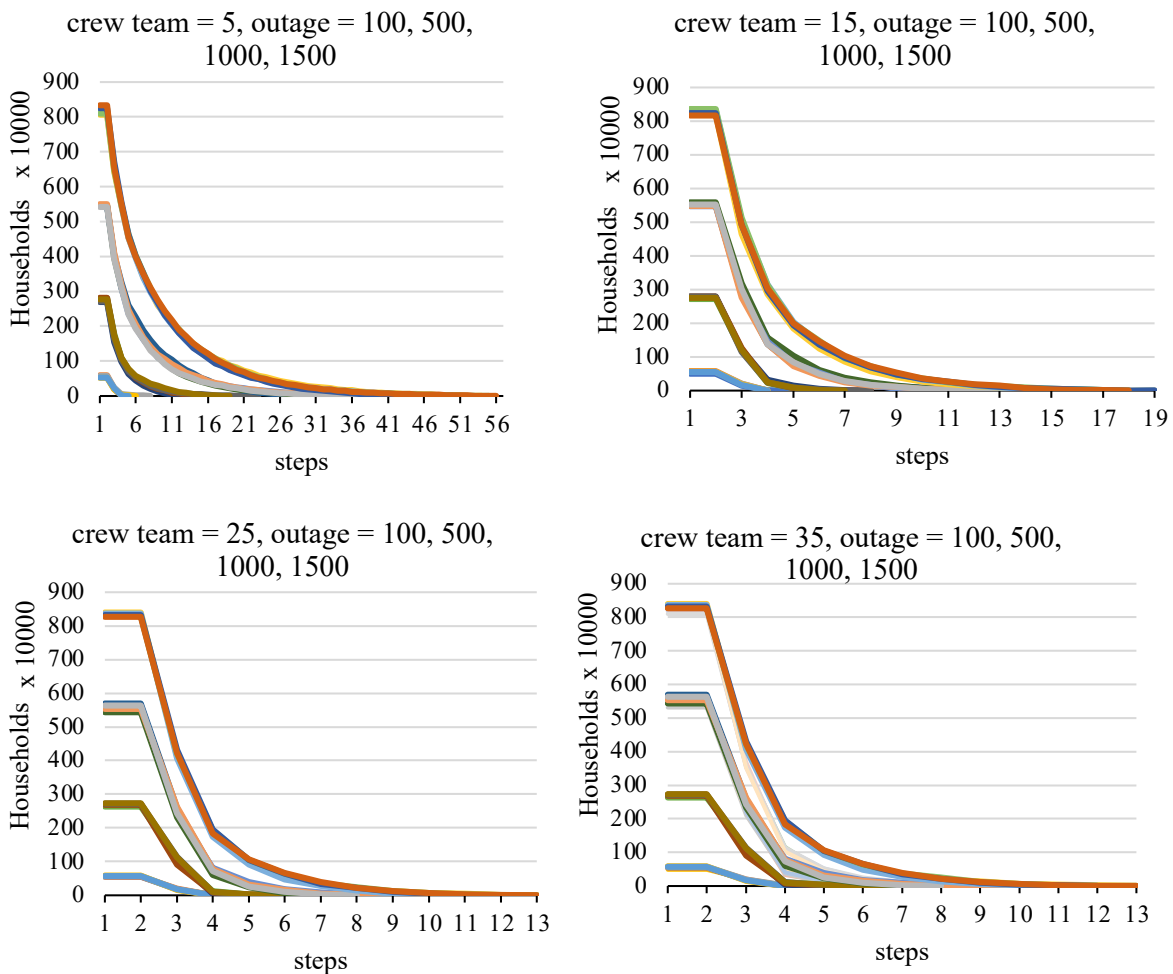 crew team = 5, outage = 100, 500,
1000, 1500
900
800
700
600
500
400
300
200
100
0
Households x 10000
1 6 11 16 21 26 31 36 41 46 51 56
steps
crew team = 15, outage = 100, 500,
1000, 1500
900
800
700
600
500
400
300
200
100
0
Households x 10000
1 3 5 7 9 11 13 15 17 19
steps
crew team = 25, outage = 100, 500,
1000, 1500
900
800
700
600
500
400
300
200
100
0
Households x 10000
1 2 3 4 5 6 7 8 9 10 11 12 13
steps
crew team = 35, outage = 100, 500,
1000, 1500
900
800
700
600
500
400
300
200
100
0
Households x 10000
1 2 3 4 5 6 7 8 9 10 11 12 13
steps